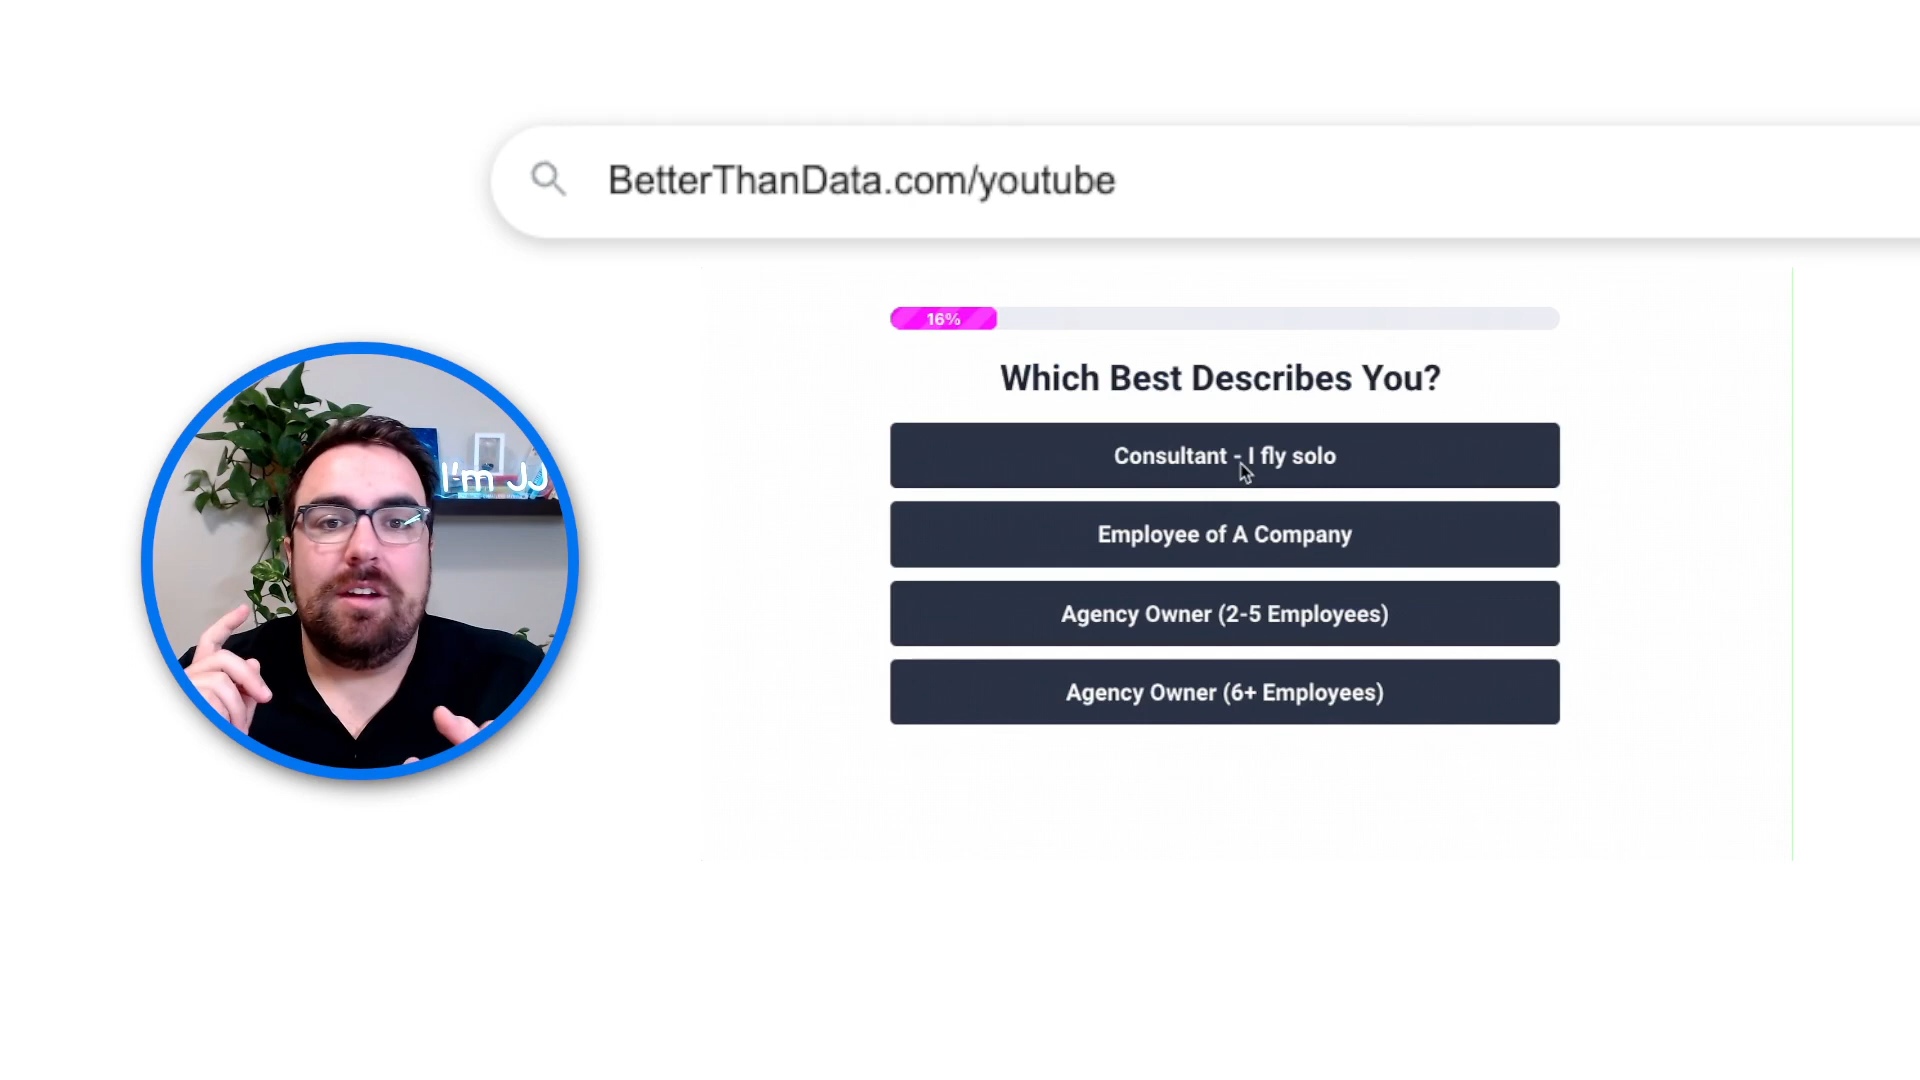 BetterThanData.com/youtube
16%
Which Best Describes You?
Consultant - I fly solo
Employee of A Company
Agency Owner (2-5 Employees)
Agency Owner (6+ Employees)
I'm JJ